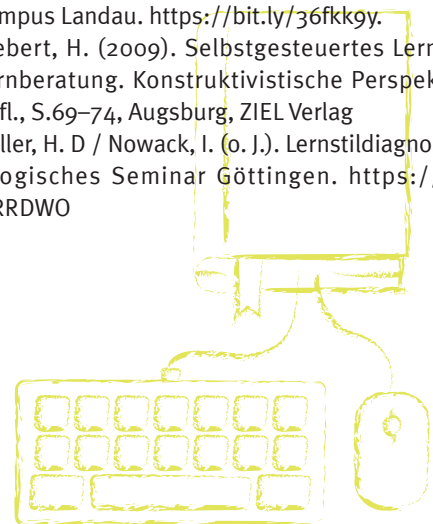 mpus Landau. https://bit.ly/36fkk9y.
ebert, H. (2009). Selbstgesteuertes Lern
rnberatung. Konstruktivistische Perspek
fl., S.69–74, Augsburg, ZIEL Verlag
ller, H. D / Nowack, I. (o. J.). Lernstildiagno
ogisches Seminar Göttingen. https:/
RRDWO